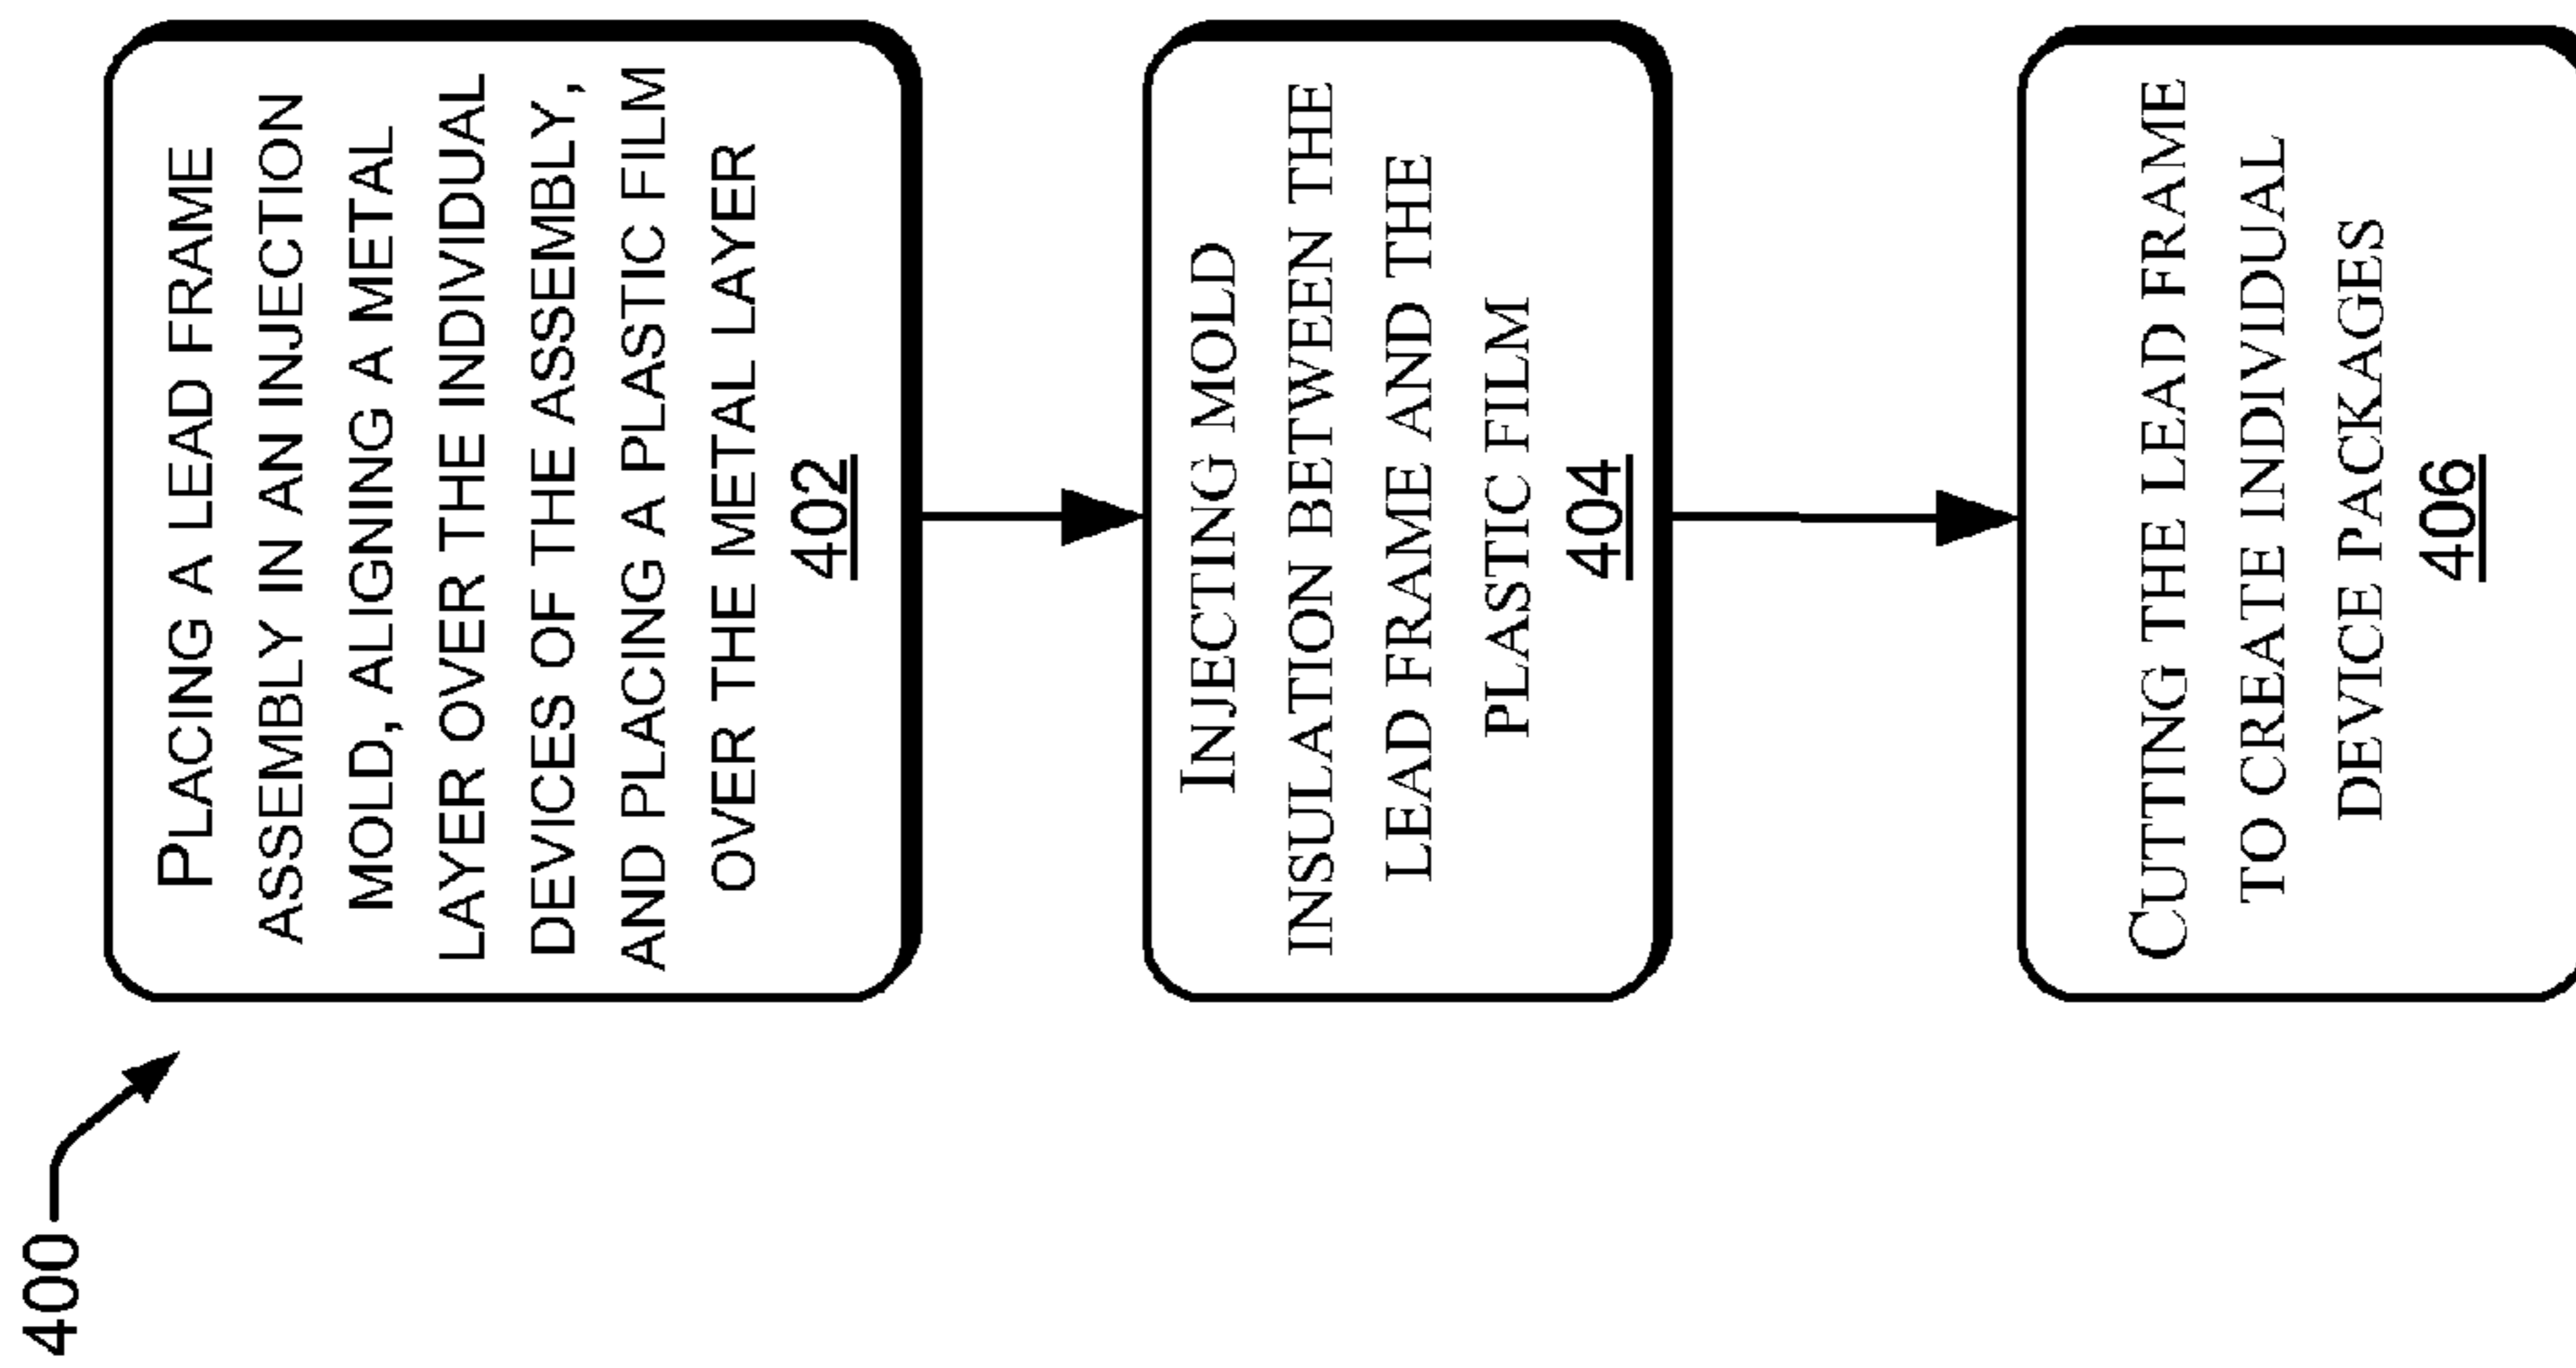 400
PLACING A LEAD FRAME
ASSEMBLY IN AN INJECTION
MOLD, ALIGNING A METAL
LAYER OVER THE INDIVIDUAL
DEVICES OF THE ASSEMBLY,
AND PLACING A PLASTIC FILM
OVER THE METAL LAYER
402
INJECTING MOLD
INSULATION BETWEEN THE
LEAD FRAME AND THE
PLASTIC FILM
404
CUTTING THE LEAD FRAME
TO CREATE INDIVIDUAL
DEVICE PACKAGES
406